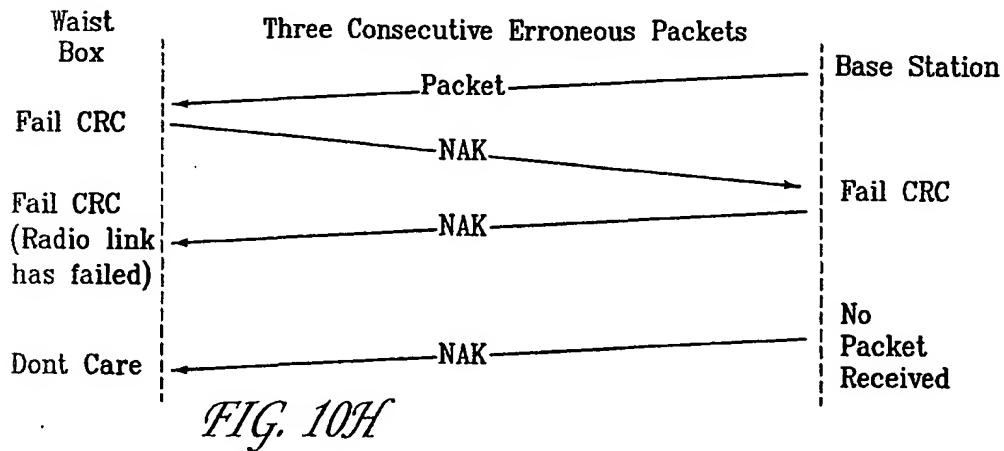 Waist
Box
Three Consecutive Erroneous Packets
Base Station
Packet
Fail CRC
NAK
Fail CRC
Fail CRC
(Radio link
has failed)
NAK
No
Packet
Received
Dont Care
NAK
FIG. 10H